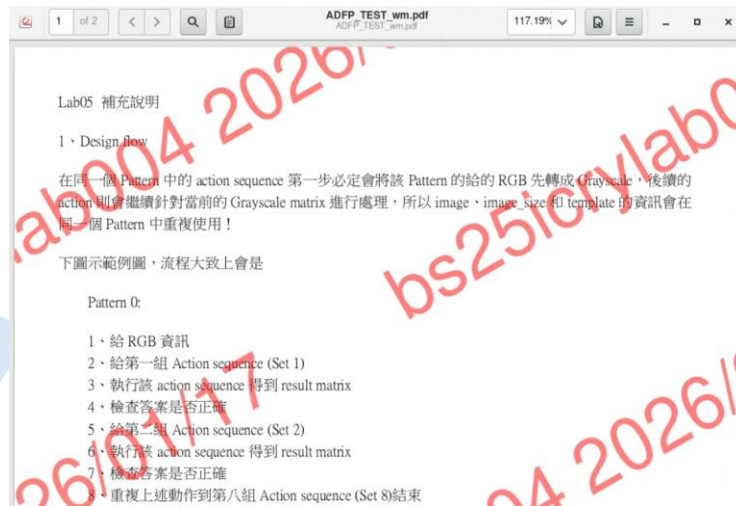 1 of 2
ADFP_TEST_wm.pdf
ADFP_TEST_wm.pdf
117.19%
Lab05 補充說明
1、Design flow
在同一個 Pattern 中的 action sequence 第一步必定會將該 Pattern 的給的 RGB 先轉成 Grayscale，後續的
action 則會繼續針對當前的 Grayscale matrix 進行處理，所以 image、image_size 和 template 的資訊會在
同一個 Pattern 中重複使用！
下圖示範例圖，流程大致上會是
Pattern 0:
1、給 RGB 資訊
2、給第一組 Action sequence (Set 1)
3、執行該 action sequence 得到 result matrix
4、檢查答案是否正確
5、給第二組 Action sequence (Set 2)
6、執行該 action sequence 得到 result matrix
7、檢查答案是否正確
8、重複上述動作到第八組 Action sequence (Set 8)結束
lab004 2026/
bs25icrylab0
26/01/17
04 2026/